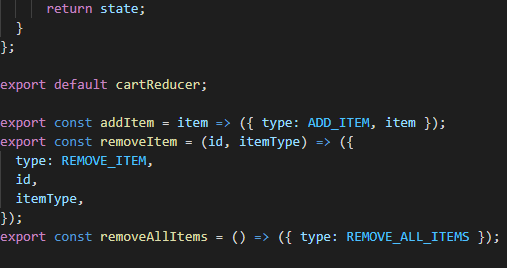 return state;
}
};
export default cartReducer;
export const addItem = item => ({ type: ADD_ITEM, item });
export const removeItem = (id, itemType) => ({
type: REMOVE_ITEM,
id,
itemType,
});
export const removeAllItems = () => ({ type: REMOVE_ALL_ITEMS });